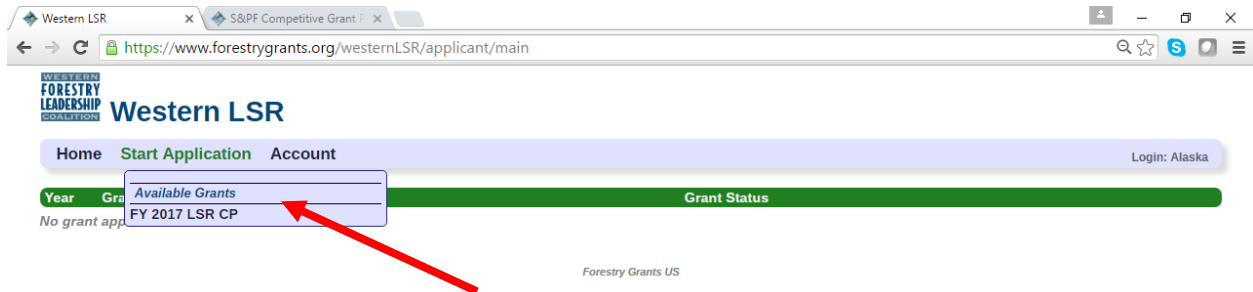 Western LSR
S&PF Competitive Grant P
https://www.forestrygrants.org/westernLSR/applicant/main
WESTERN
FORESTRY
LEADERSHIP
COALITION
Western LSR
Home Start Application Account
Login: Alaska
Available Grants
FY 2017 LSR CP
Year Gra Grant Status
No grant app
Forestry Grants US